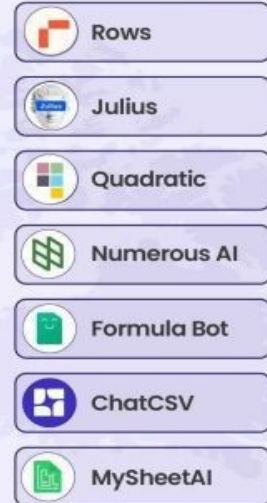 Rows
Julius
Quadratic
Numerous AI
Formula Bot
ChatCSV
MySheetAI